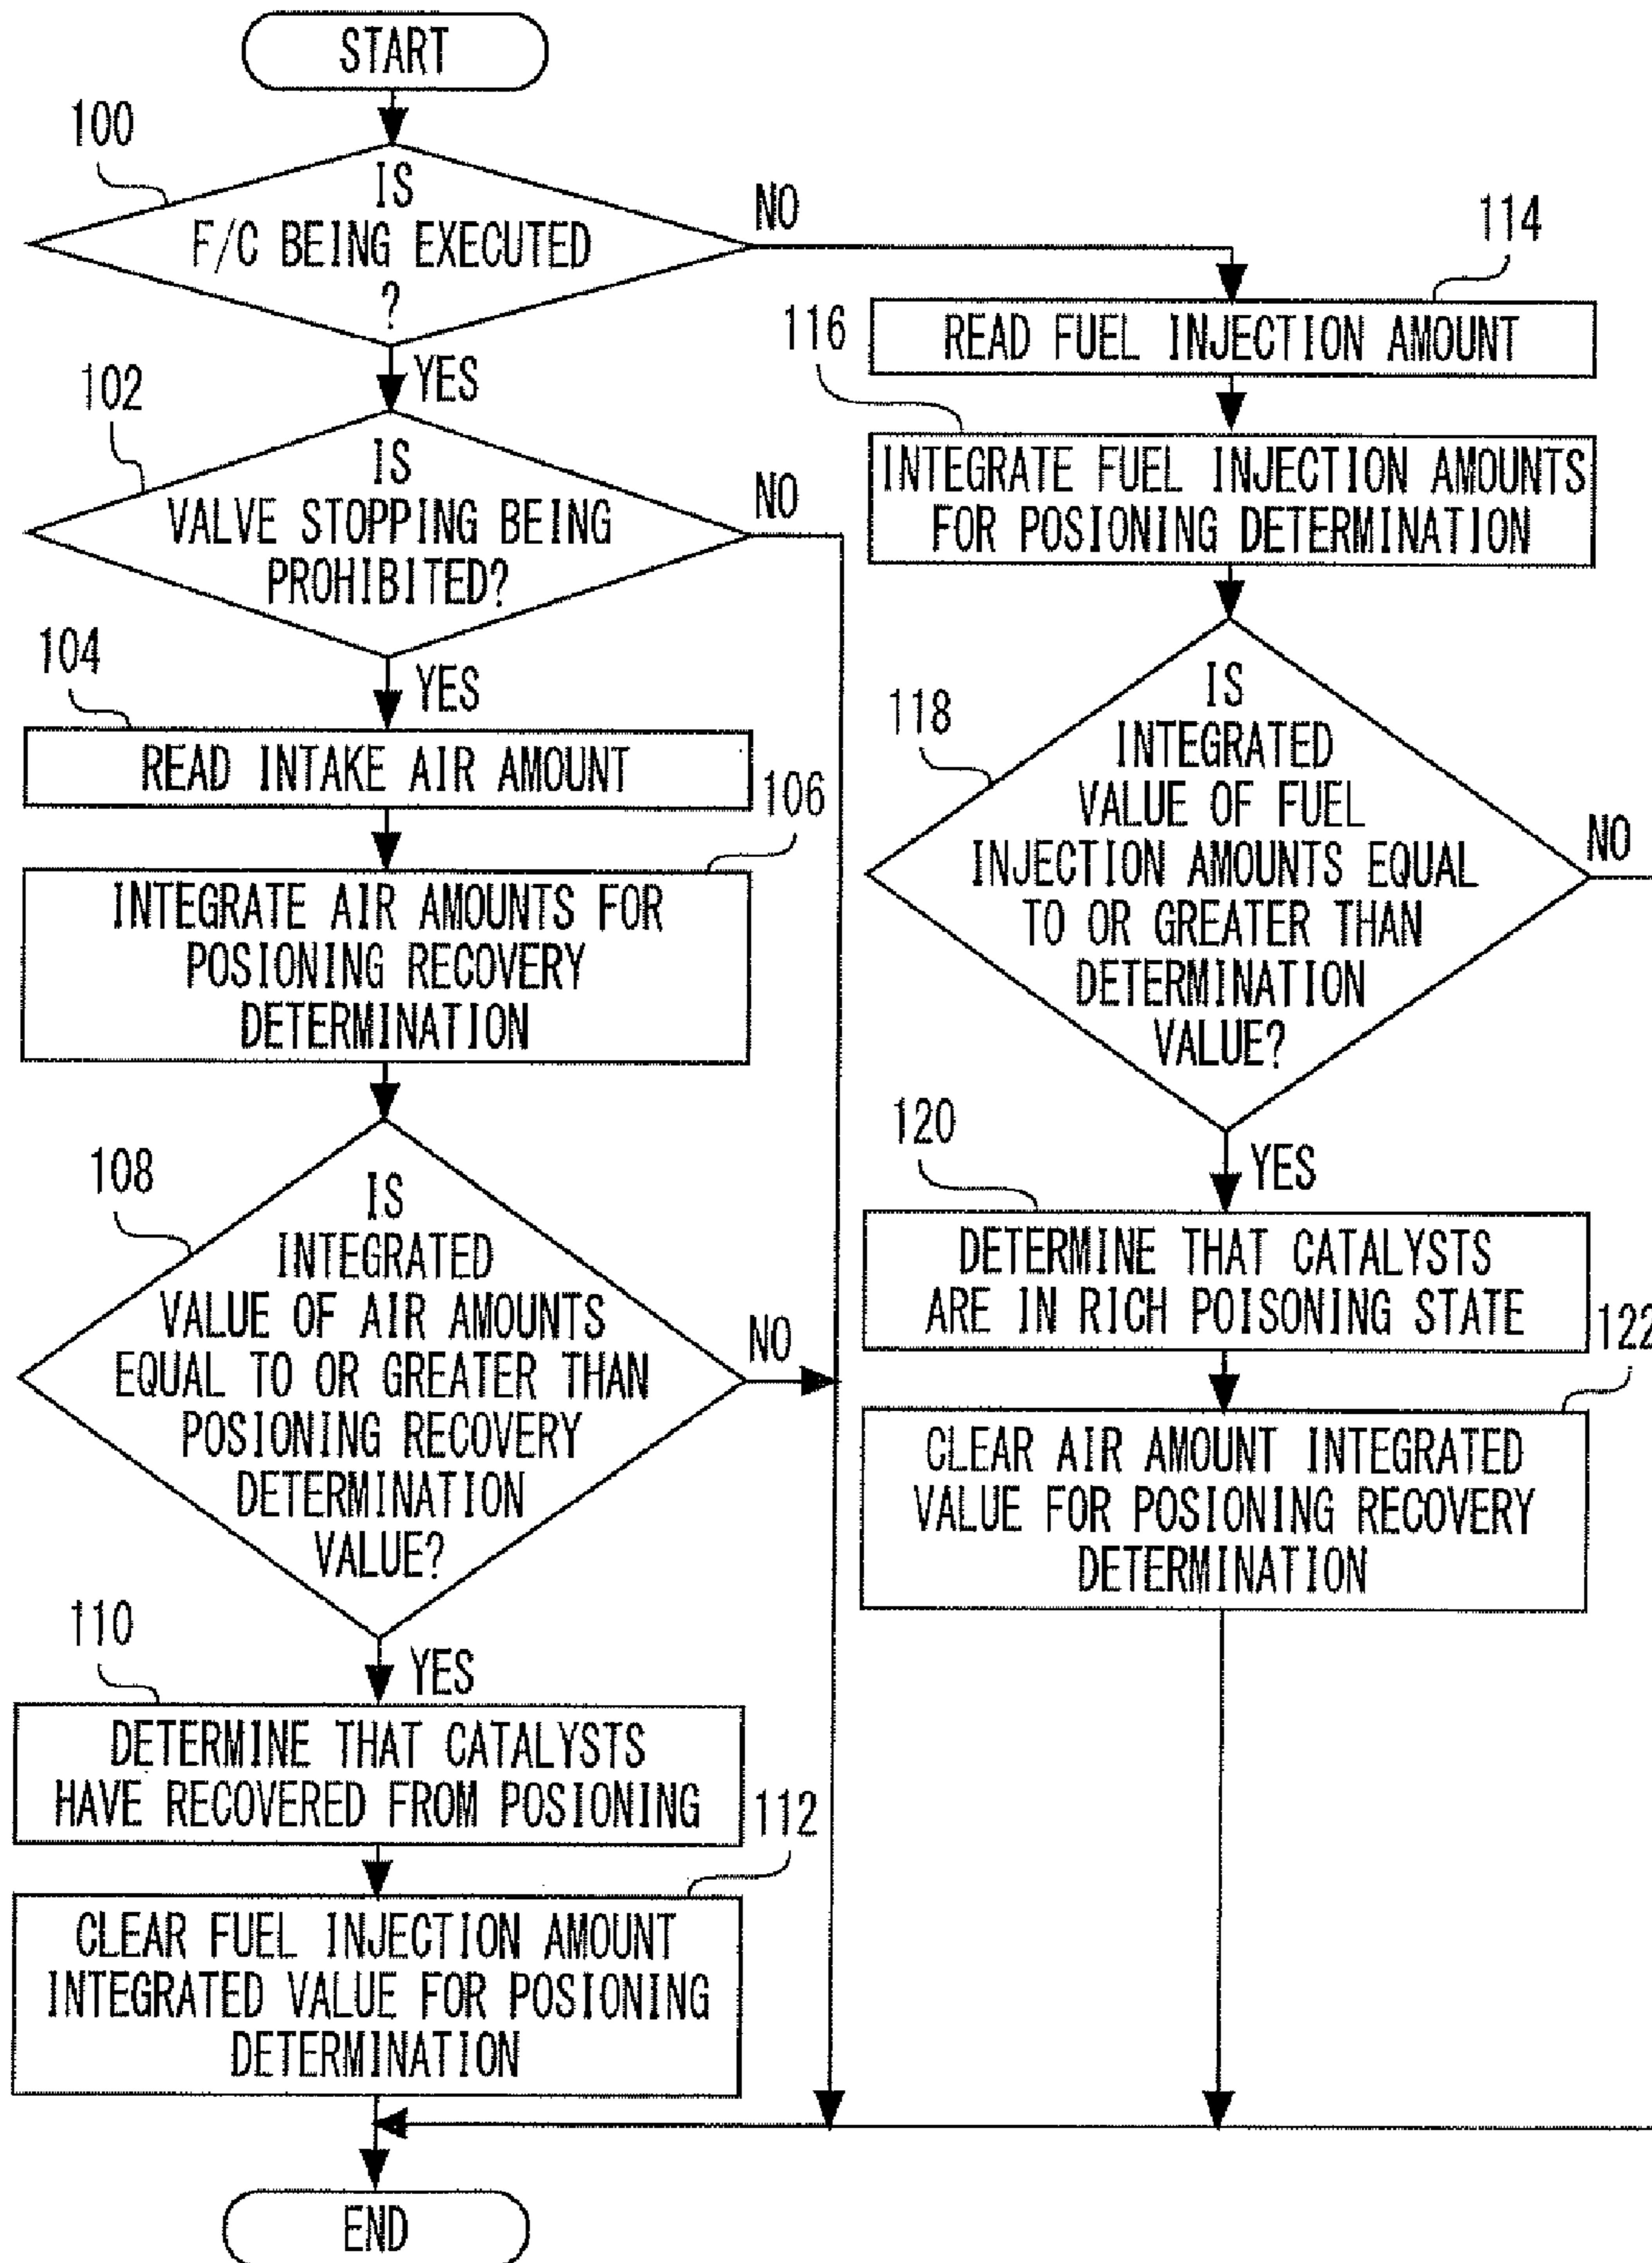 START
100
IS
F/C BEING EXECUTED
?
NO
YES
102
IS
VALVE STOPPING BEING
PROHIBITED?
NO
YES
104
READ INTAKE AIR AMOUNT
106
INTEGRATE AIR AMOUNTS FOR
POSIONING RECOVERY
DETERMINATION
108
IS
INTEGRATED
VALUE OF AIR AMOUNTS
EQUAL TO OR GREATER THAN
POSIONING RECOVERY
DETERMINATION
VALUE?
NO
YES
110
DETERMINE THAT CATALYSTS
HAVE RECOVERED FROM POSIONING
112
CLEAR FUEL INJECTION AMOUNT
INTEGRATED VALUE FOR POSIONING
DETERMINATION
END
114
READ FUEL INJECTION AMOUNT
116
INTEGRATE FUEL INJECTION AMOUNTS
FOR POSIONING DETERMINATION
118
IS
INTEGRATED
VALUE OF FUEL
INJECTION AMOUNTS EQUAL
TO OR GREATER THAN
DETERMINATION
VALUE?
NO
YES
120
DETERMINE THAT CATALYSTS
ARE IN RICH POISONING STATE
122
CLEAR AIR AMOUNT INTEGRATED
VALUE FOR POSIONING RECOVERY
DETERMINATION